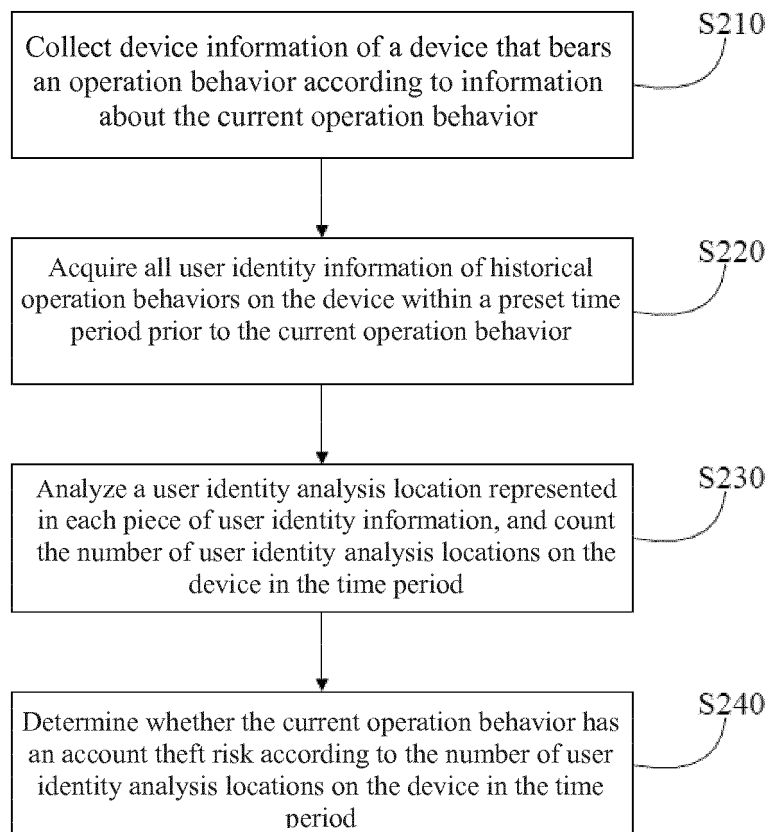 Collect device information of a device that bears
an operation behavior according to information
about the current operation behavior
S210
Acquire all user identity information of historical
operation behaviors on the device within a preset time
period prior to the current operation behavior
S220
Analyze a user identity analysis location represented
in each piece of user identity information, and count
the number of user identity analysis locations on the
device in the time period
S230
Determine whether the current operation behavior has
an account theft risk according to the number of user
identity analysis locations on the device in the time
period
S240